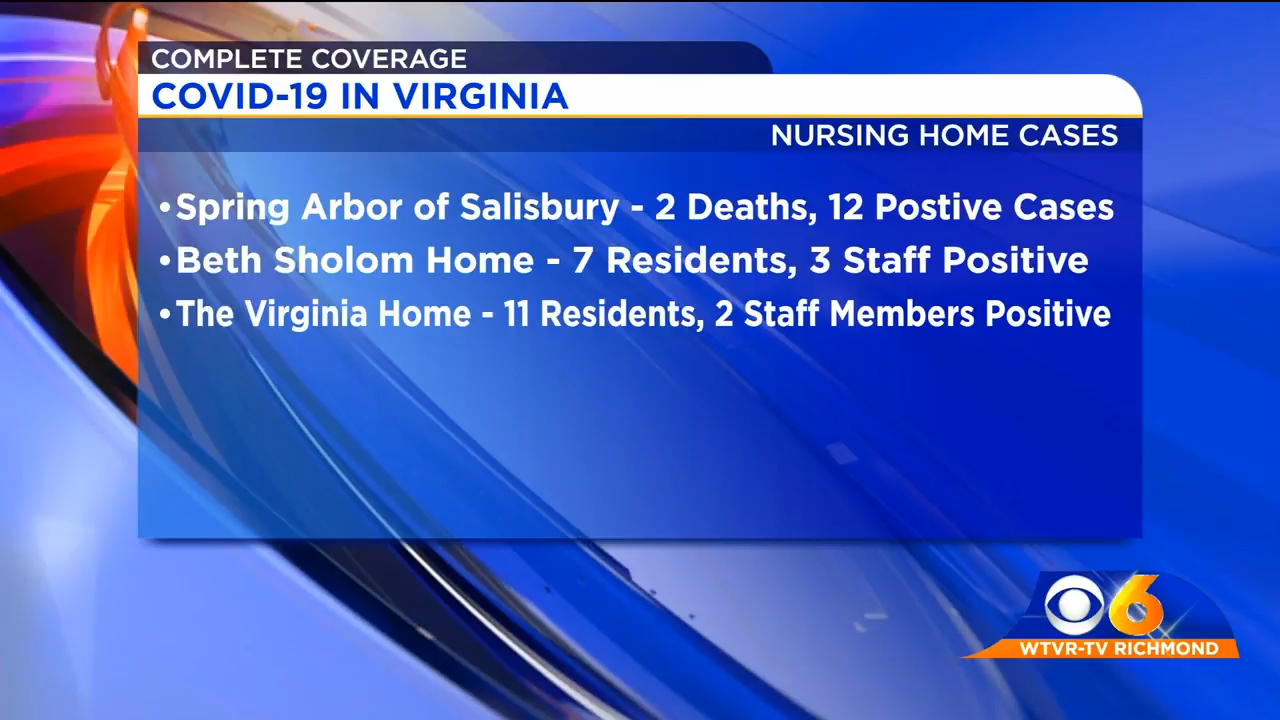 COMPLETE COVERAGE
COVID-19 IN VIRGINIA
NURSING HOME CASES
•Spring Arbor of Salisbury - 2 Deaths, 12 Postive Cases
•Beth Sholom Home - 7 Residents, 3 Staff Positive
•The Virginia Home - 11 Residents, 2 Staff Members Positive
6
WTVR-TV RICHMOND